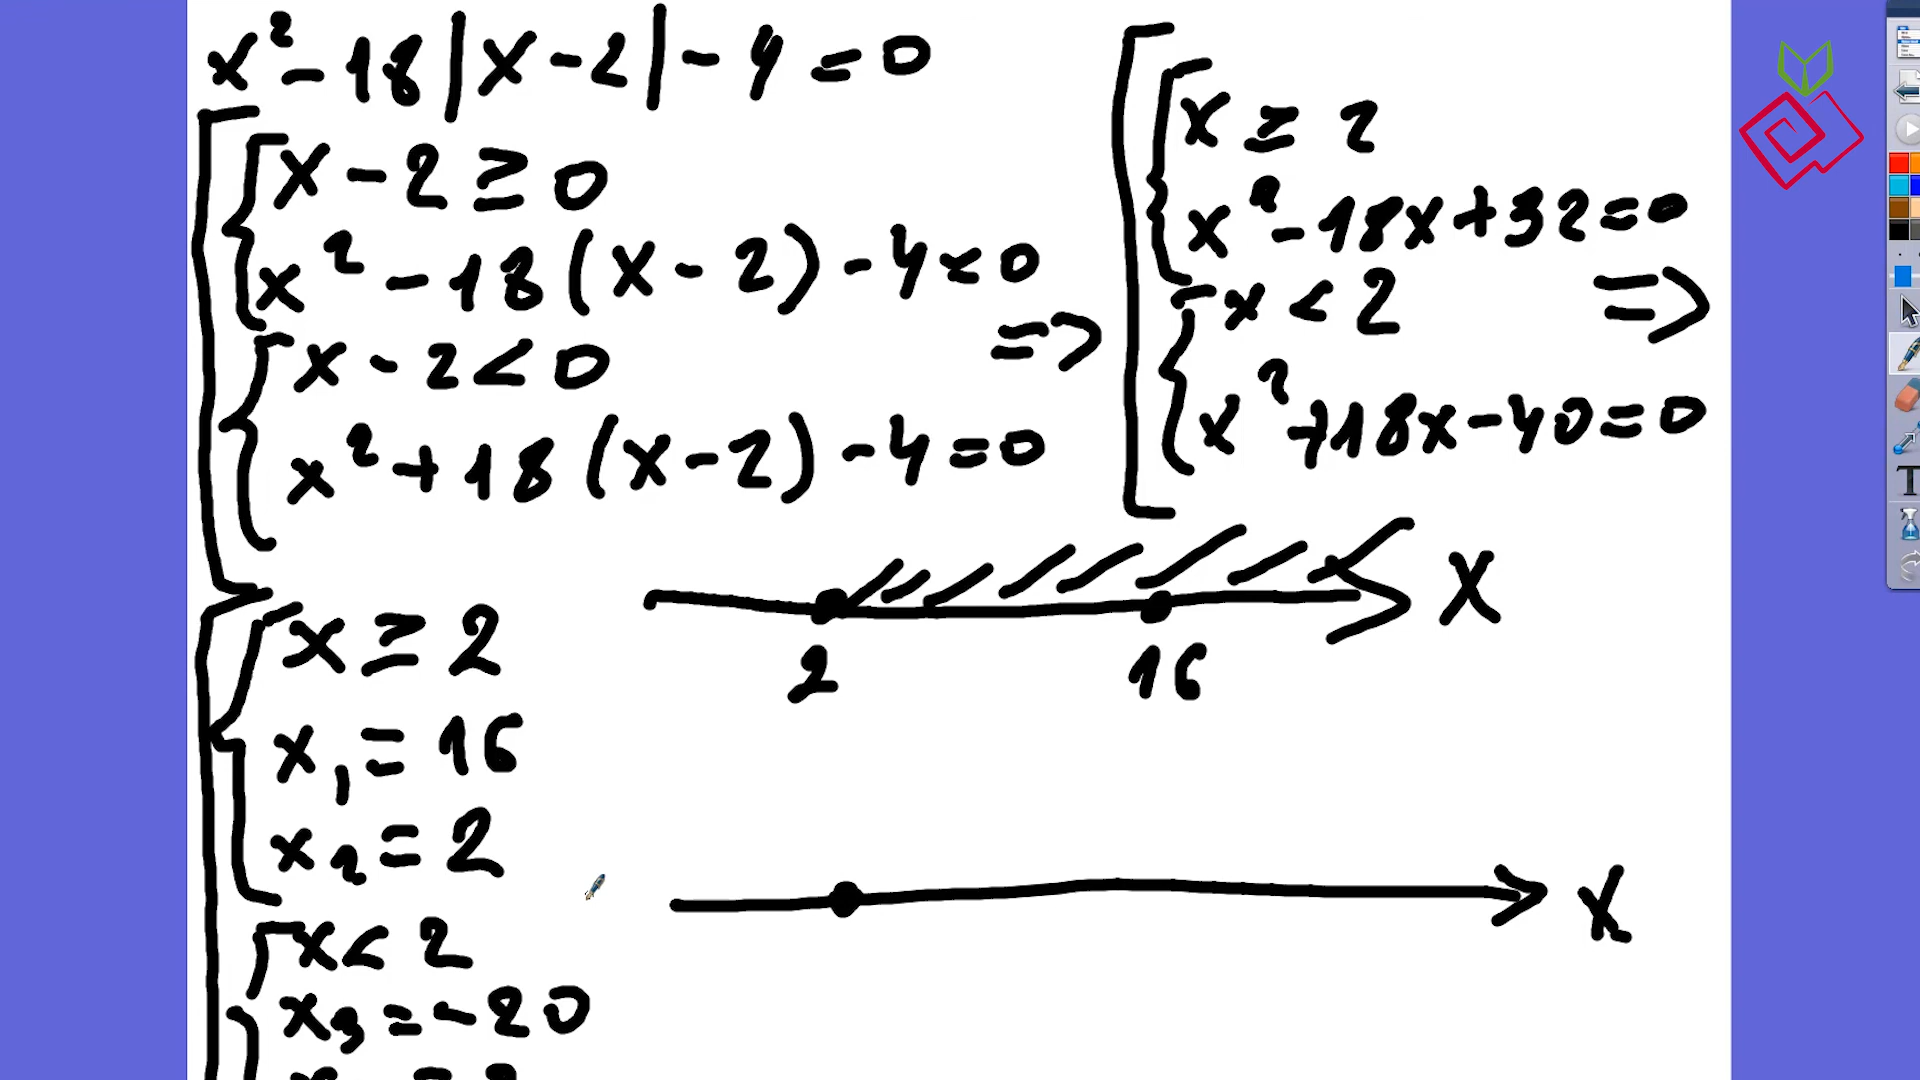 x² - 18|x - 2| - 4 = 0
x - 2 ≥ 0
x² - 18(x - 2) - 4 = 0
x - 2 < 0
x² + 18(x - 2) - 4 = 0
=>
x ≥ 2
x² - 18x + 32 = 0
x < 2
x² + 18x - 40 = 0
=>
x ≥ 2
x₁ = 16
x₂ = 2
x < 2
x₃ = -20
2 16 X
X
T